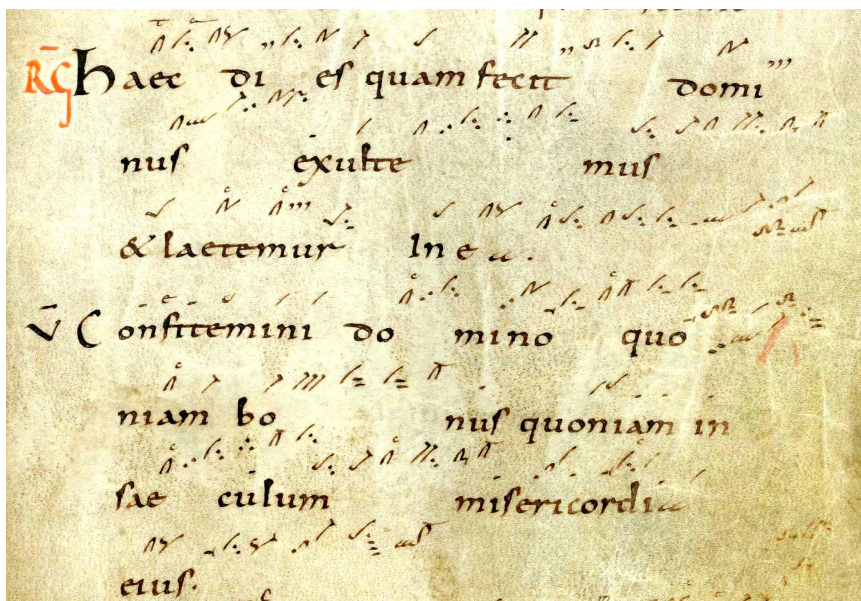 RG Haec di es quam fecit domi
nus exulte mus
& laetemur In ea.
V Confitemini do mino quo
niam bo nus quoniam in
sae culum misericordia
eius.